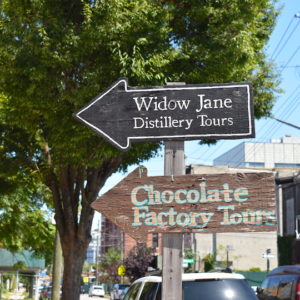 Widow Jane
Distillery Tours
Chocolate
Factory Tours